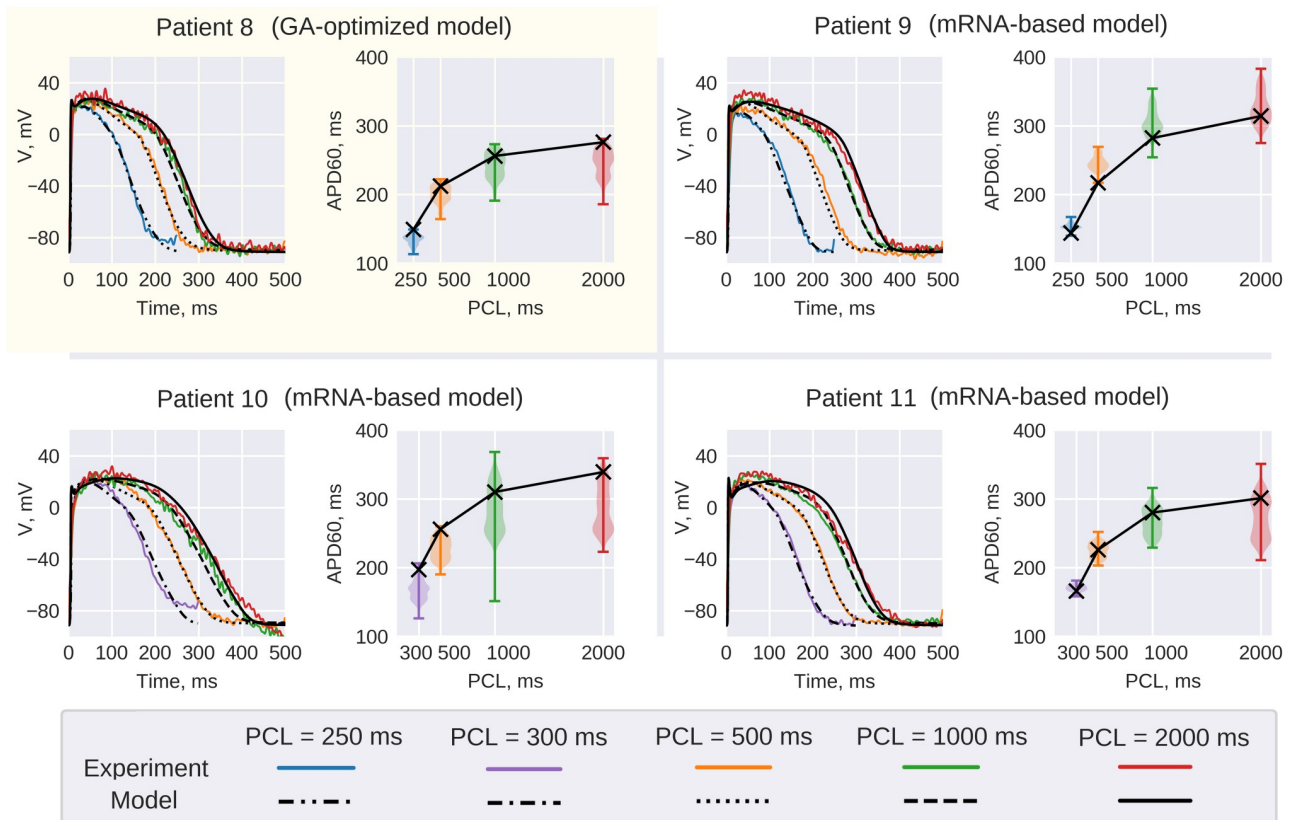 Patient 8 (GA-optimized model)
40
0
−40
−80
V, mV
0 100 200 300 400 500
Time, ms
400
300
200
100
APD60, ms
250 500 1000 2000
PCL, ms
Patient 9 (mRNA-based model)
40
0
−40
−80
V, mV
0 100 200 300 400 500
Time, ms
400
300
200
100
APD60, ms
250 500 1000 2000
PCL, ms
Patient 10 (mRNA-based model)
40
0
−40
−80
V, mV
0 100 200 300 400 500
Time, ms
400
300
200
100
APD60, ms
300 500 1000 2000
PCL, ms
Patient 11 (mRNA-based model)
40
0
−40
−80
V, mV
0 100 200 300 400 500
Time, ms
400
300
200
100
APD60, ms
300 500 1000 2000
PCL, ms
PCL = 250 ms PCL = 300 ms PCL = 500 ms PCL = 1000 ms PCL = 2000 ms
Experiment
Model